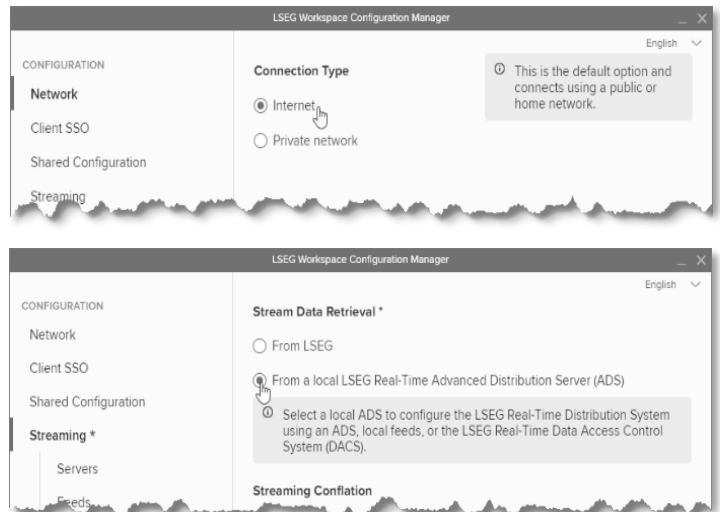 LSEG Workspace Configuration Manager
English
CONFIGURATION
Network
Client SSO
Shared Configuration
Streaming
Connection Type
Internet
Private network
This is the default option and
connects using a public or
home network.
LSEG Workspace Configuration Manager
English
CONFIGURATION
Network
Client SSO
Shared Configuration
Streaming *
Servers
Feeds
Stream Data Retrieval *
From LSEG
From a local LSEG Real-Time Advanced Distribution Server (ADS)
Select a local ADS to configure the LSEG Real-Time Distribution System
using an ADS, local feeds, or the LSEG Real-Time Data Access Control
System (DACS).
Streaming Conflation